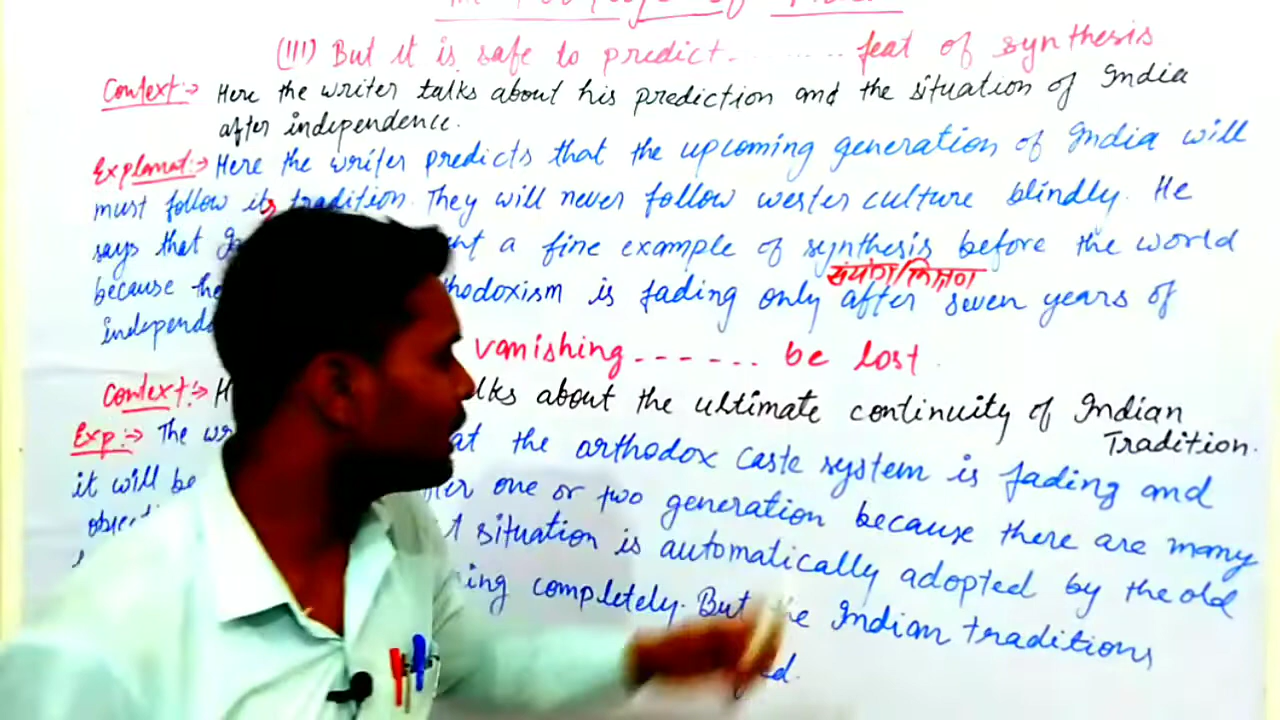 (III) But it is safe to predict........... feat of synthesis
Context:→ Here the writer talks about his prediction and the situation of India
after independence.
Explanat:→ Here the writer predicts that the upcoming generation of India will
must follow its tradition. They will never follow wester culture blindly. He
says that a fine example of synthesis before the world
because is fading only after seven years of
vanishing------... be lost.
Context:→ about the ultimate continuity of Indian
Tradition.
Exp:→ The the orthodox caste system is fading and
it will be one or two generation because there are many
situation is automatically adopted by the old
completely. But the Indian traditions